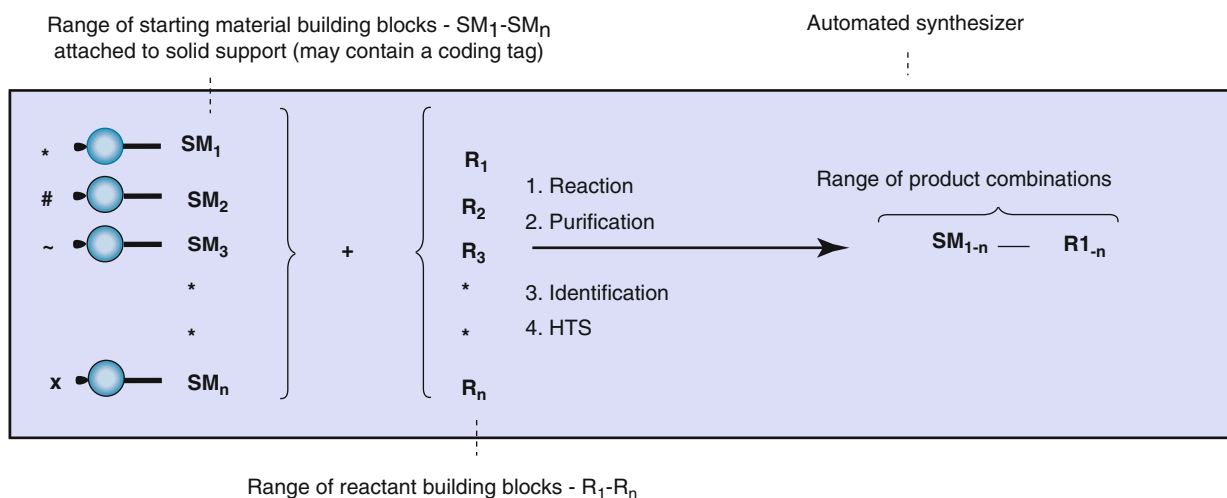 Range of starting material building blocks - SM1-SMn
attached to solid support (may contain a coding tag)
Automated synthesizer
* SM1
# SM2
~ SM3
*
*
x SMn
+
R1
R2
R3
*
*
Rn
1. Reaction
2. Purification
3. Identification
4. HTS
Range of product combinations
SM1-n — R1-n
Range of reactant building blocks - R1-Rn